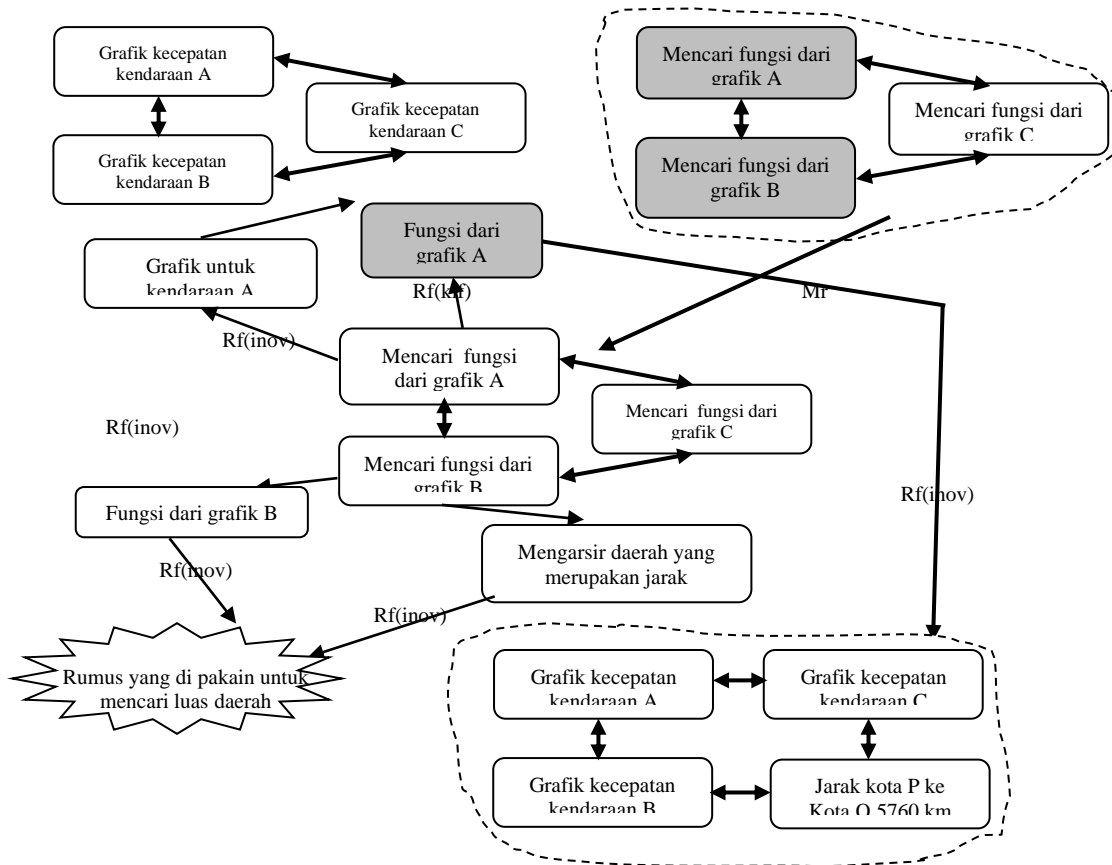 Grafik kecepatan
kendaraan A
Grafik kecepatan
kendaraan C
Grafik kecepatan
kendaraan B
Mencari fungsi dari
grafik A
Mencari fungsi dari
grafik C
Mencari fungsi dari
grafik B
Fungsi dari
grafik A
Grafik untuk
kendaraan A
Rf(klf)
Mr
Rf(inov)
Mencari fungsi
dari grafik A
Mencari fungsi dari
grafik C
Rf(inov)
Mencari fungsi dari
grafik B
Fungsi dari grafik B
Rf(inov)
Mengarsir daerah yang
merupakan jarak
Rf(inov)
Rf(inov)
Rumus yang di pakain untuk
mencari luas daerah
Grafik kecepatan
kendaraan A
Grafik kecepatan
kendaraan C
Grafik kecepatan
kendaraan B
Jarak kota P ke
Kota Q 5760 km